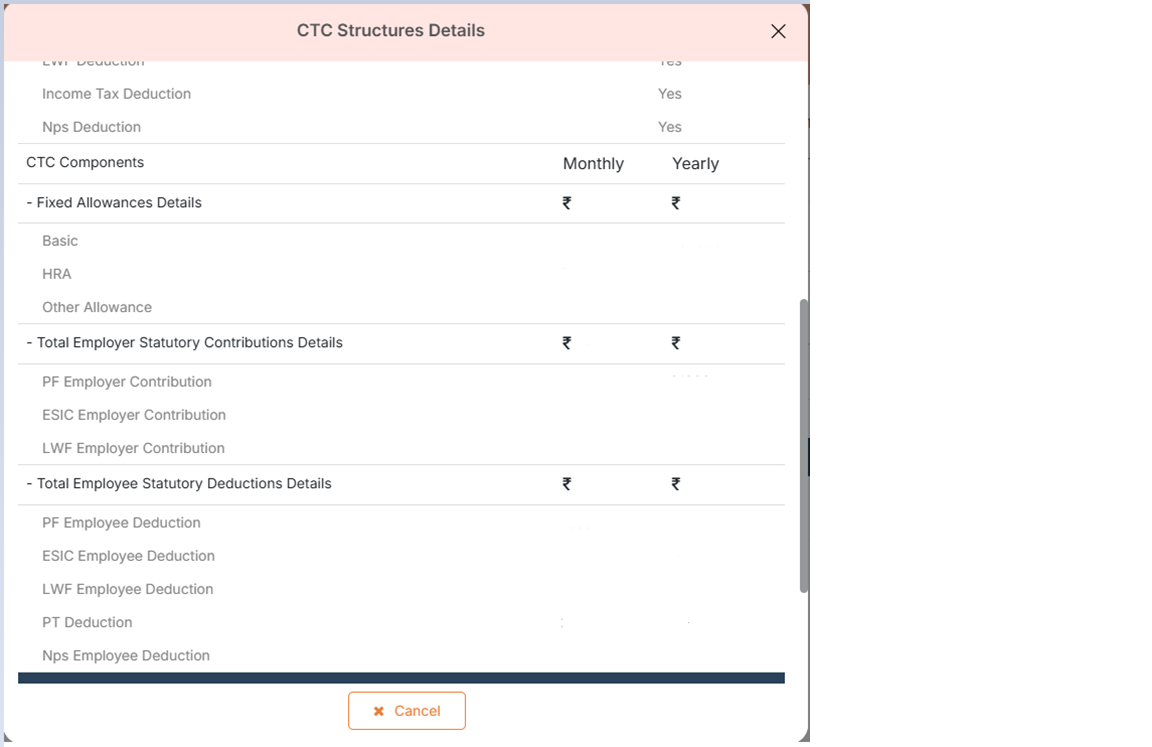 CTC Structures Details
LWF Deduction Yes
Income Tax Deduction Yes
Nps Deduction Yes
CTC Components Monthly Yearly
- Fixed Allowances Details ₹ ₹
Basic
HRA
Other Allowance
- Total Employer Statutory Contributions Details ₹ ₹
PF Employer Contribution
ESIC Employer Contribution
LWF Employer Contribution
- Total Employee Statutory Deductions Details ₹ ₹
PF Employee Deduction
ESIC Employee Deduction
LWF Employee Deduction
PT Deduction
Nps Employee Deduction
Cancel